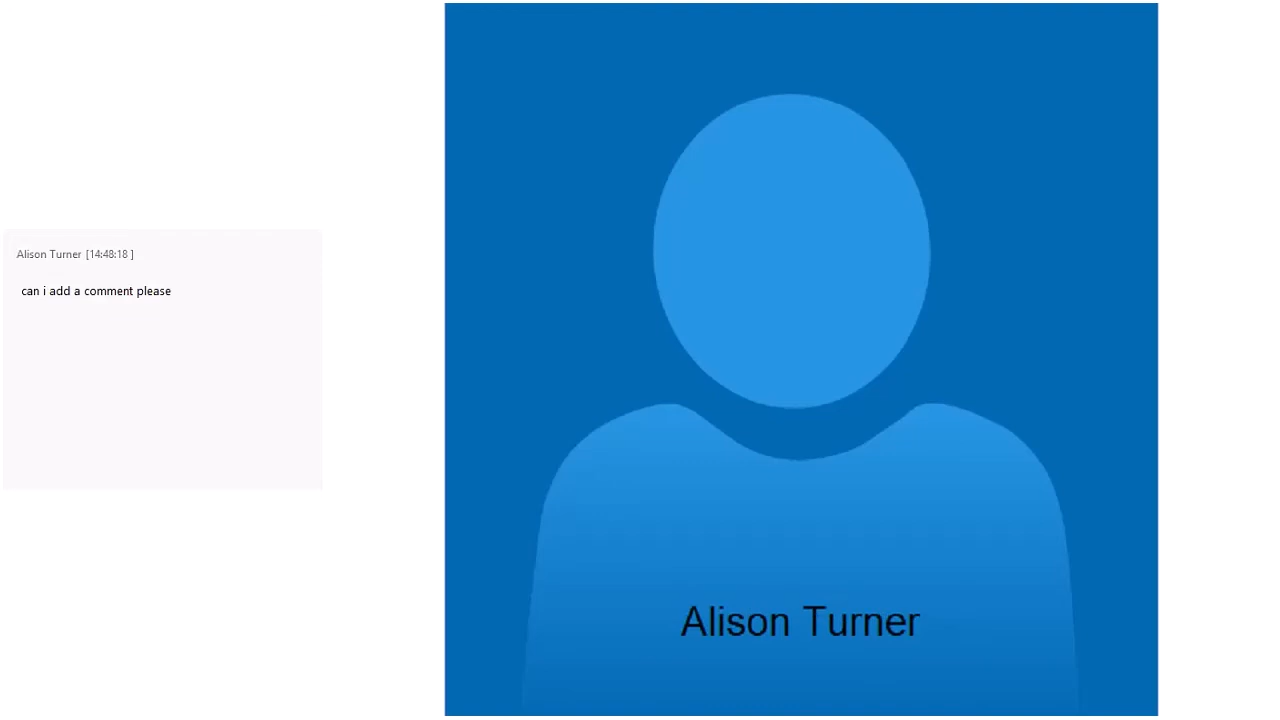 Alison Turner [14:48:18 ]
can i add a comment please
Alison Turner